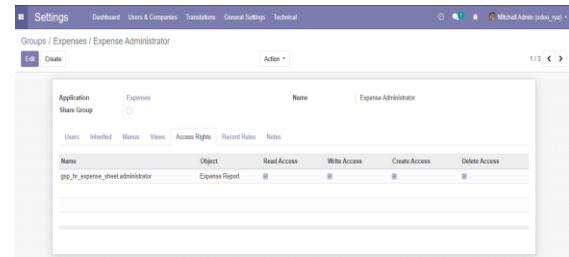 Settings Dashboard Users & Companies Translations General Settings Technical Mitchell Admin (odoo_nya)
Groups / Expenses / Expense Administrator
Edit Create Action 1 / 3
Application Expenses Name Expense Administrator
Share Group
Users Inherited Menus Views Access Rights Record Rules Notes
Name Object Read Access Write Access Create Access Delete Access
gsp_hr_expense_sheet.administrator Expense Report